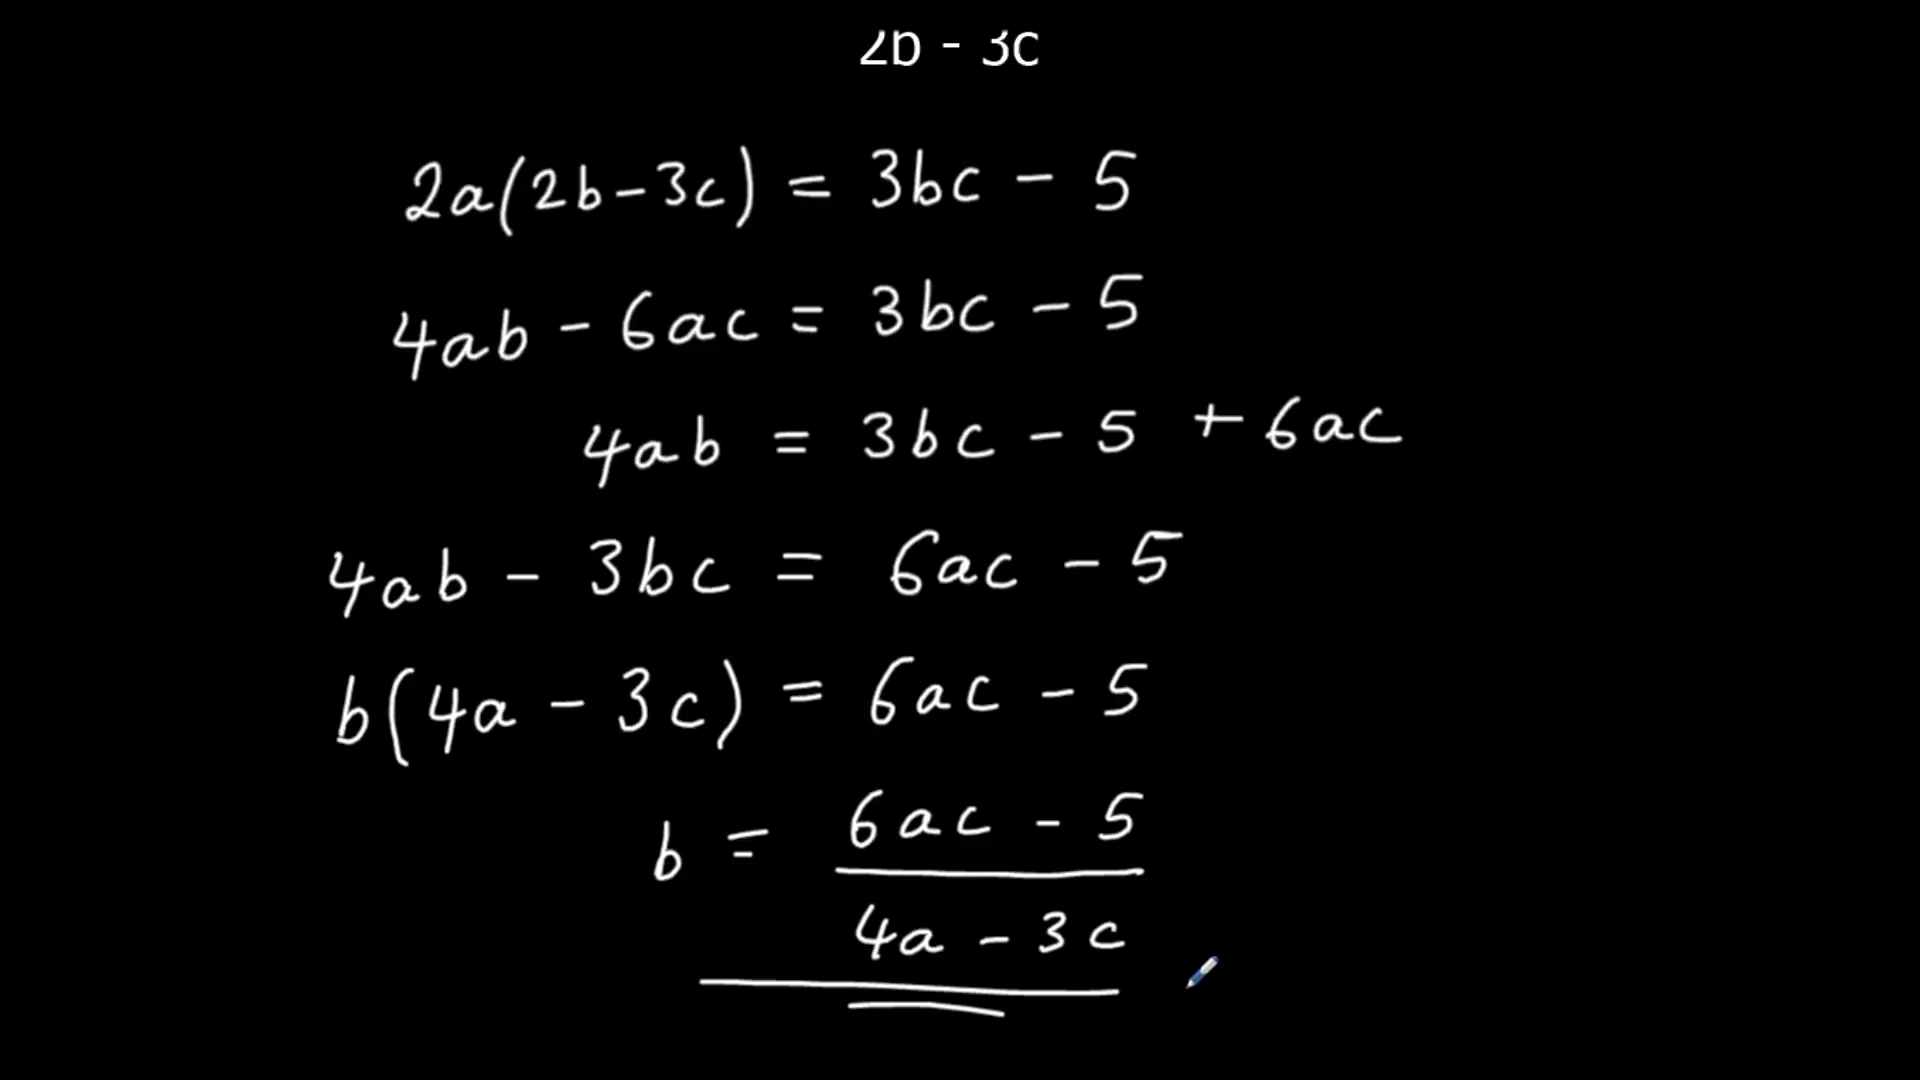 2b - 3c
2a(2b - 3c) = 3bc - 5
4ab - 6ac = 3bc - 5
4ab = 3bc - 5 + 6ac
4ab - 3bc = 6ac - 5
b(4a - 3c) = 6ac - 5
b = 6ac - 5
4a - 3c